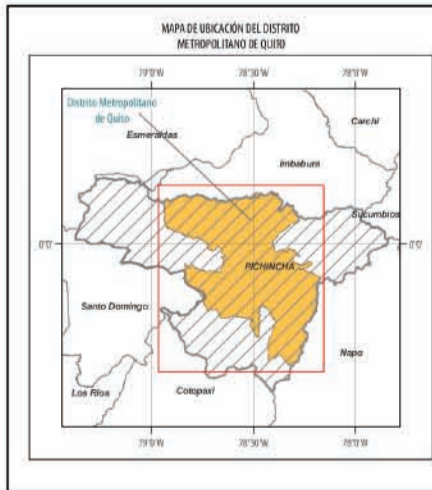 MAPA DE UBICACIÓN DEL DISTRITO
METROPOLITANO DE QUITO
79°0'W
78°30'W
78°0'W
Distrito Metropolitano
de Quito
Esmeraldas
Carchi
Imbabura
Sucumbíos
0°0'
0°0'
PICHINCHA
Santo Domingo
Napo
Los Ríos
Cotopaxi
79°0'W
78°30'W
78°0'W